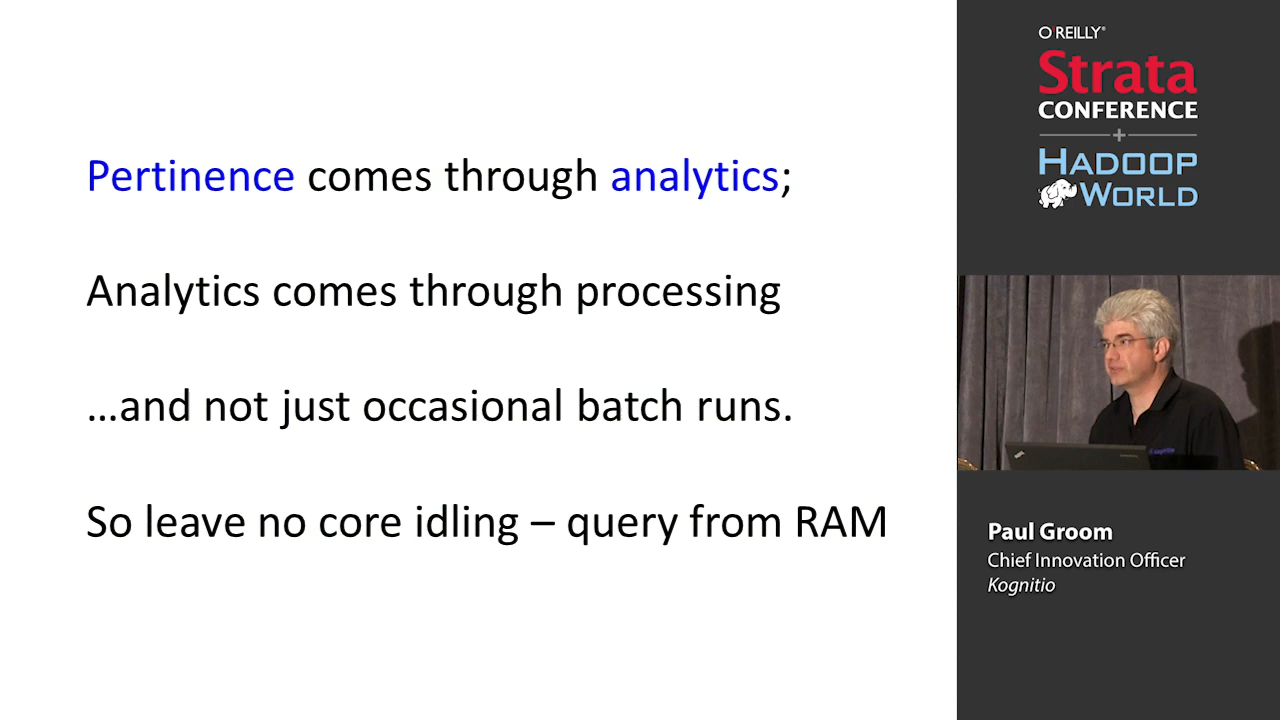 Pertinence comes through analytics;
Analytics comes through processing
...and not just occasional batch runs.
So leave no core idling – query from RAM
O'REILLY®
Strata
CONFERENCE
+
HADOOP
WORLD
Paul Groom
Chief Innovation Officer
Kognitio